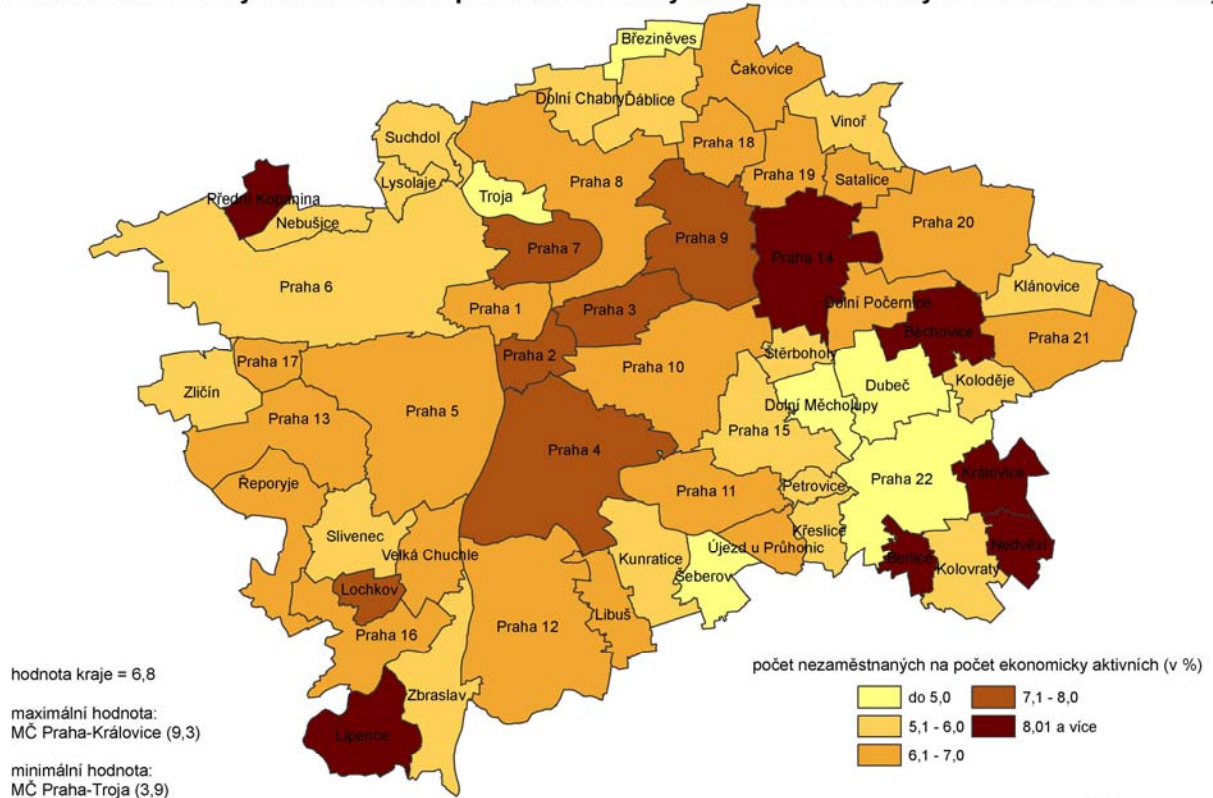 Březiněves
Čakovice
Dolní Chabry
Ďáblice
Vinoř
Suchdol
Praha 18
Lysolaje
Praha 8
Praha 19
Satalice
Přední Kopanina
Troja
Nebušice
Praha 20
Praha 7
Praha 9
Praha 14
Praha 6
Klánovice
Dolní Počernice
Praha 1
Praha 3
Běchovice
Praha 21
Praha 2
Štěrboholy
Praha 17
Praha 10
Koloděje
Zličín
Dubeč
Dolní Měcholupy
Praha 5
Praha 13
Praha 15
Praha 4
Královice
Řeporyje
Praha 22
Petrovice
Praha 11
Křeslice
Slivenec
Velká Chuchle
Újezd u Průhonic
Nedvězí
Kunratice
Benice
Kolovraty
Šeberov
Lochkov
Libuš
Praha 12
Praha 16
Zbraslav
Lipence
hodnota kraje = 6,8
maximální hodnota:
MČ Praha-Královice (9,3)
minimální hodnota:
MČ Praha-Troja (3,9)
počet nezaměstnaných na počet ekonomicky aktivních (v %)
do 5,0
5,1 - 6,0
6,1 - 7,0
7,1 - 8,0
8,01 a více